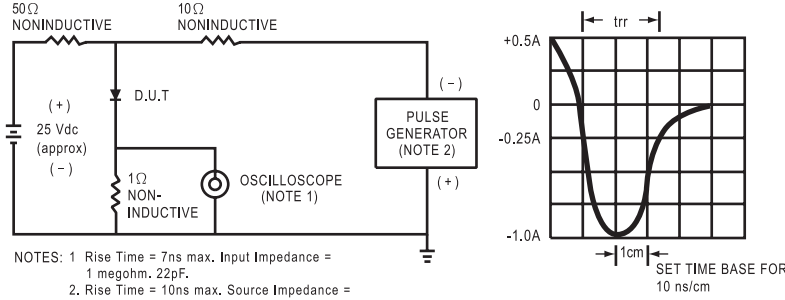 50Ω
NONINDUCTIVE
10Ω
NONINDUCTIVE
(+)
25 Vdc
(approx)
(−)
D.U.T
1Ω
NON-
INDUCTIVE
OSCILLOSCOPE
(NOTE 1)
(−)
PULSE
GENERATOR
(NOTE 2)
(+)
NOTES: 1 Rise Time = 7ns max. Input Impedance =
1 megohm. 22pF.
2. Rise Time = 10ns max. Source Impedance =
trr
+0.5A
0
-0.25A
-1.0A
1cm
SET TIME BASE FOR
10 ns/cm